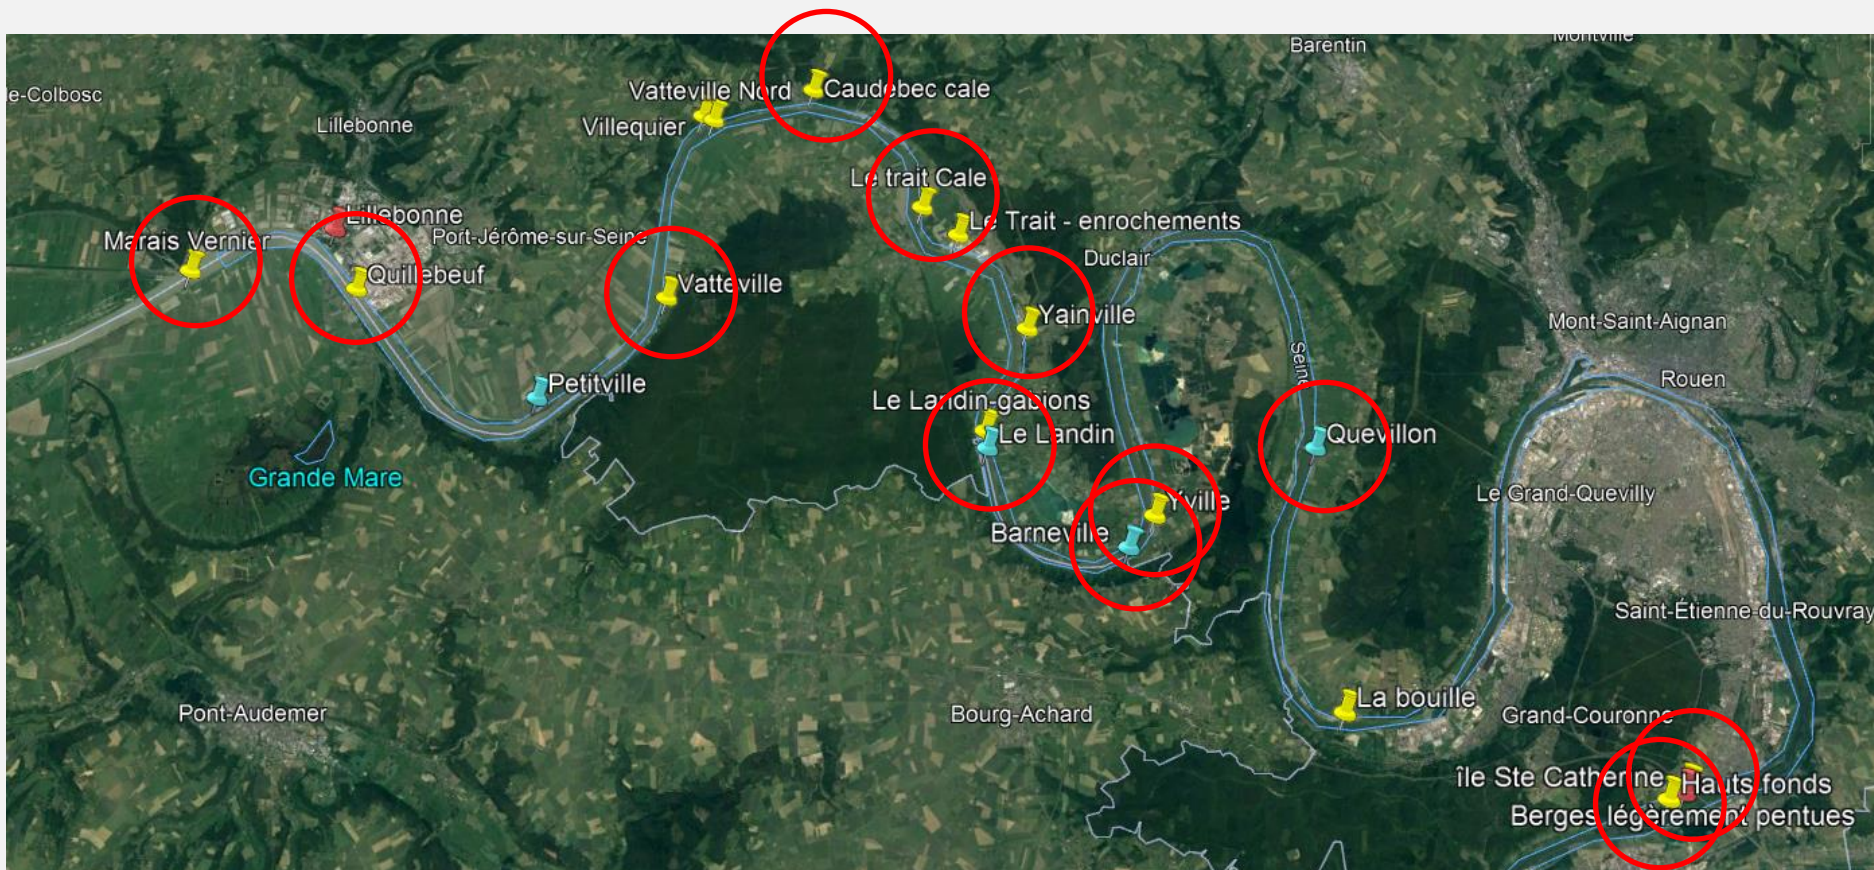 Montville
Barentin
le-Colbosc
Vatteville Nord
Caudebec cale
Lillebonne
Villequier
Le trait Cale
Lillebonne
Le Trait - enrochements
Marais Vernier
Port-Jérôme-sur-Seine
Duclair
Quillebeuf
Vatteville
Yainville
Mont-Saint-Aignan
Seine
Rouen
Petitville
Le Landin-gabions
Le Landin
Quevillon
Grande Mare
Le Grand-Quevilly
Yville
Barneville
Saint-Étienne-du-Rouvray
La bouille
Pont-Audemer
Bourg-Achard
Grand-Couronne
île Ste Catherine
Hauts fonds
Berges légèrement pentues